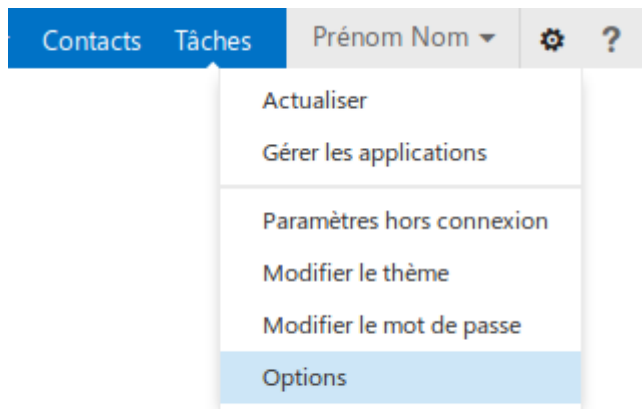 Contacts Tâches Prénom Nom ?
Actualiser
Gérer les applications
Paramètres hors connexion
Modifier le thème
Modifier le mot de passe
Options